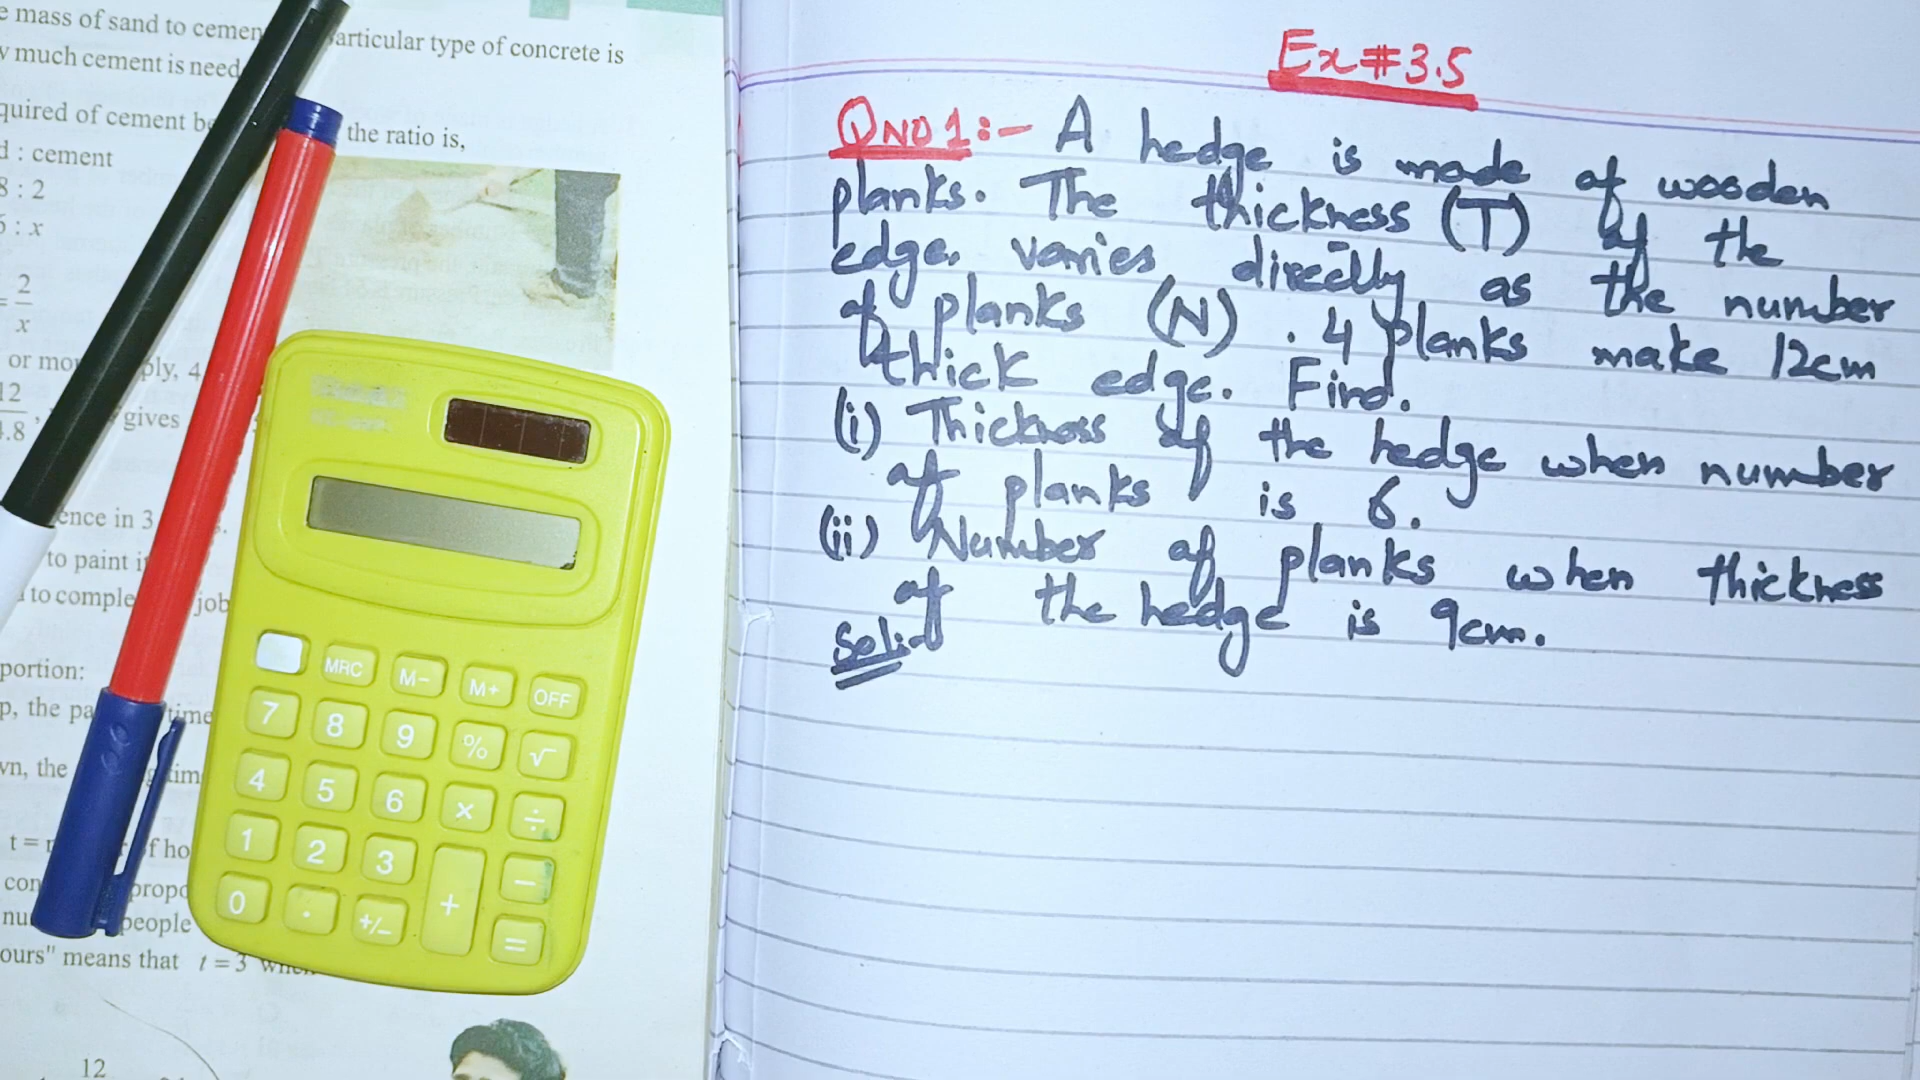 e mass of sand to cemen articular type of concrete is
much cement is need
quired of cement be the ratio is,
d : cement
8 : 2
: x
= 2
x
or mo ply, 4
12
.8 , gives
ence in 3 s.
to paint i
to comple job
portion:
p, the pa time
vn, the tim
t = r f ho
con propo
nu people
ours" means that t = 3 when
12
MRC M- M+ OFF
7 8 9 % √
4 5 6 × ÷
1 2 3 −
0 . +/− + =
Ex#3.5
QNO1:- A hedge is made of wooden
planks. The thickness (T) of the
edge. varies directly as the number
of planks (N) . 4 planks make 12cm
thick edge. Find.
(i) Thickness of the hedge when number
of planks is 6.
(ii) Number of planks when thickness
of the hedge is 9cm.
Sol:-